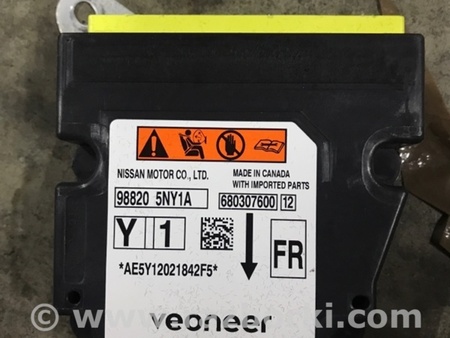 NISSAN MOTOR CO., LTD.
MADE IN CANADA
WITH IMPORTED PARTS
98820 5NY1A
680307600 12
Y 1
FR
*AE5Y12021842F5*
veoneer